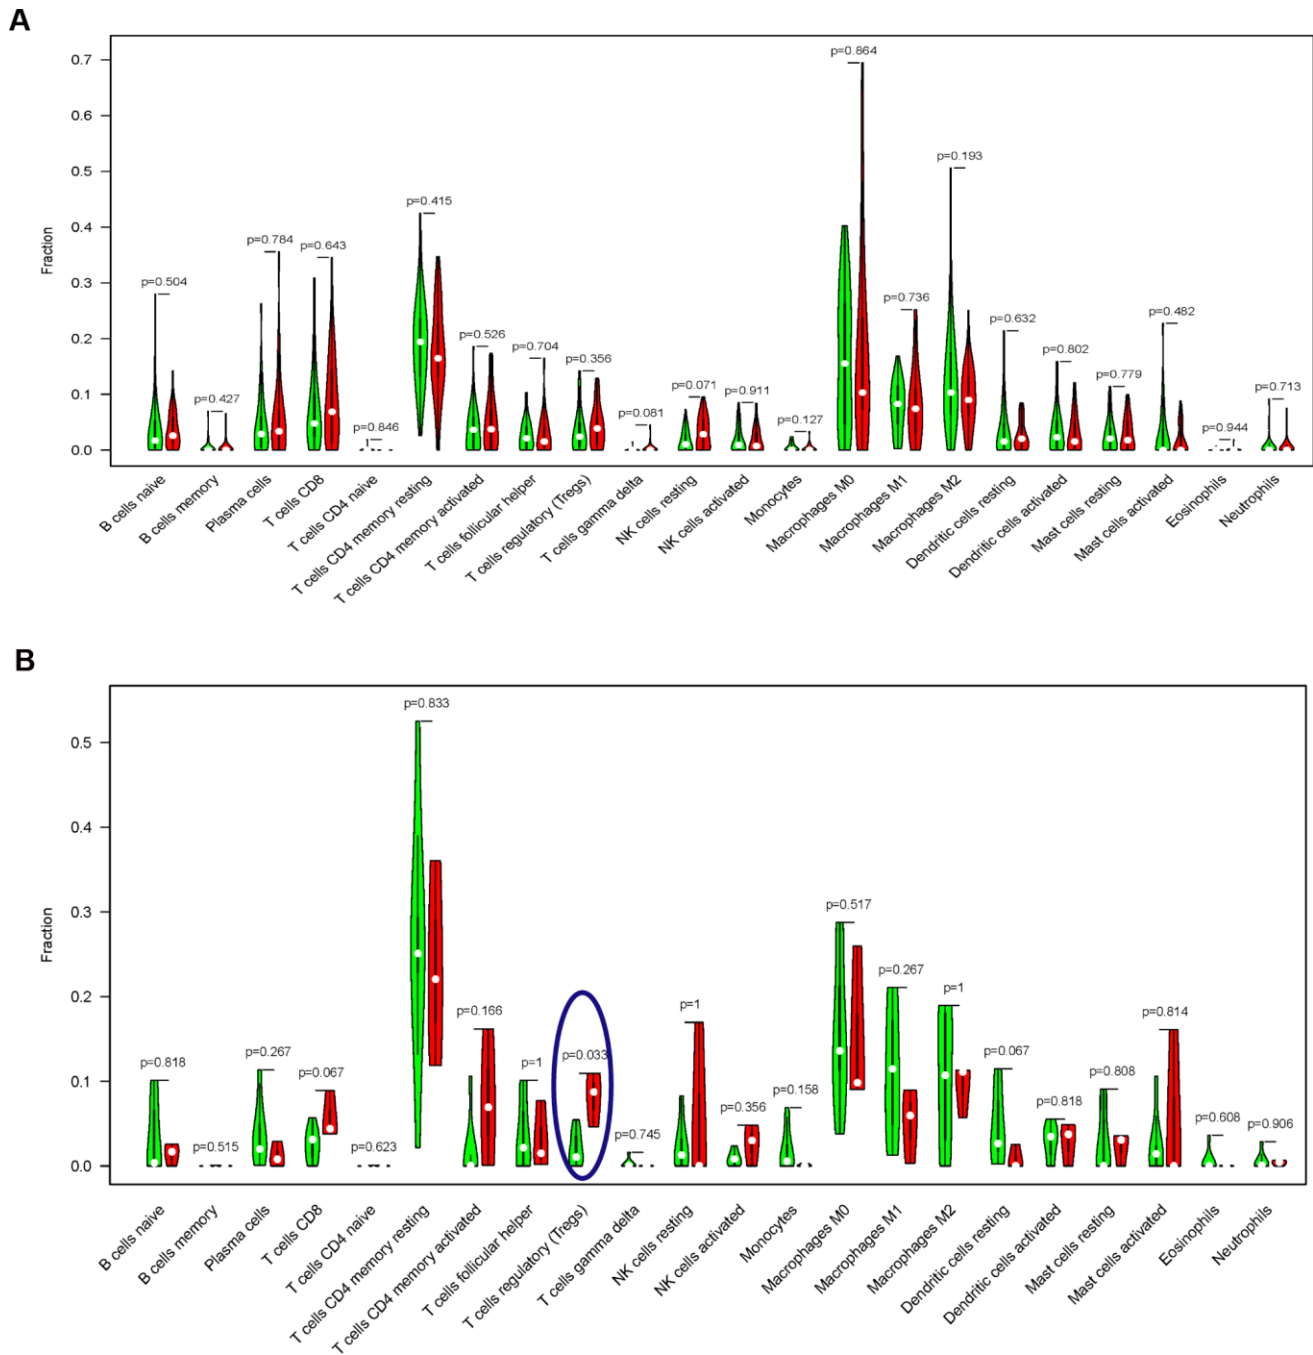 A
0.7
0.6
0.5
0.4
0.3
0.2
0.1
0.0
Fraction
p=0.504
p=0.427
p=0.784
p=0.643
p=0.846
p=0.415
p=0.526
p=0.704
p=0.356
p=0.081
p=0.071
p=0.911
p=0.127
p=0.864
p=0.736
p=0.193
p=0.632
p=0.802
p=0.779
p=0.482
p=0.944
p=0.713
B cells naive
B cells memory
Plasma cells
T cells CD8
T cells CD4 naive
T cells CD4 memory resting
T cells CD4 memory activated
T cells follicular helper
T cells regulatory (Tregs)
T cells gamma delta
NK cells resting
NK cells activated
Monocytes
Macrophages M0
Macrophages M1
Macrophages M2
Dendritic cells resting
Dendritic cells activated
Mast cells resting
Mast cells activated
Eosinophils
Neutrophils
B
0.5
0.4
0.3
0.2
0.1
0.0
Fraction
p=0.818
p=0.515
p=0.267
p=0.067
p=0.623
p=0.833
p=0.166
p=1
p=0.033
p=0.745
p=1
p=0.356
p=0.158
p=0.517
p=0.267
p=1
p=0.067
p=0.818
p=0.808
p=0.814
p=0.608
p=0.906
B cells naive
B cells memory
Plasma cells
T cells CD8
T cells CD4 naive
T cells CD4 memory resting
T cells CD4 memory activated
T cells follicular helper
T cells regulatory (Tregs)
T cells gamma delta
NK cells resting
NK cells activated
Monocytes
Macrophages M0
Macrophages M1
Macrophages M2
Dendritic cells resting
Dendritic cells activated
Mast cells resting
Mast cells activated
Eosinophils
Neutrophils